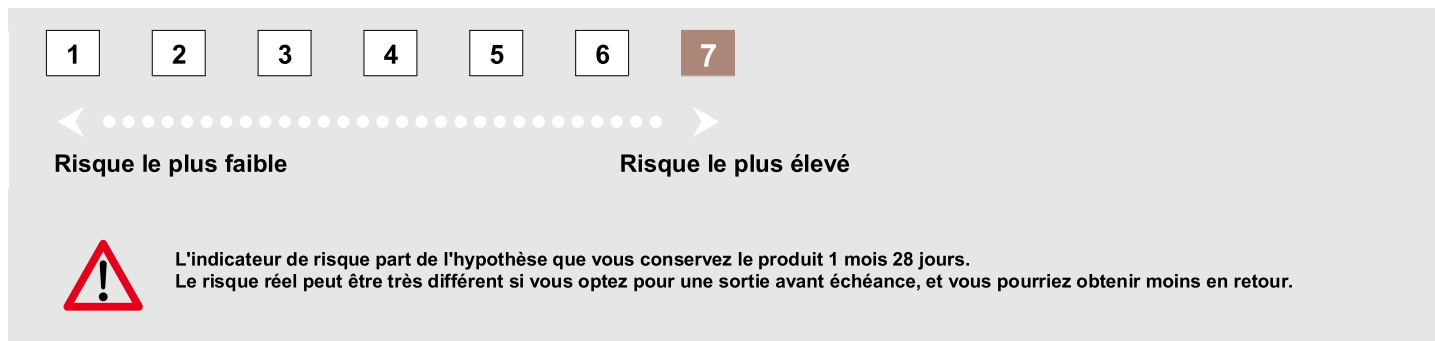 1 2 3 4 5 6 7
Risque le plus faible Risque le plus élevé
L'indicateur de risque part de l'hypothèse que vous conservez le produit 1 mois 28 jours.
Le risque réel peut être très différent si vous optez pour une sortie avant échéance, et vous pourriez obtenir moins en retour.